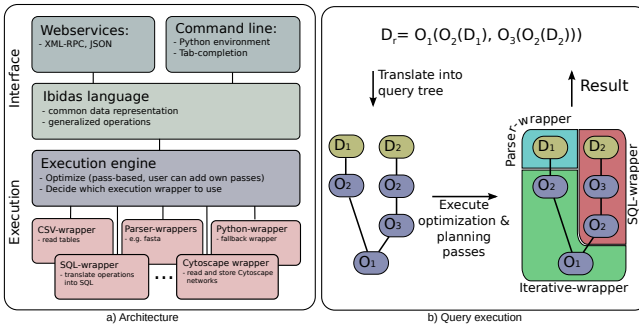 Interface
Webservices:
- XML-RPC, JSON
Command line:
- Python environment
- Tab-completion
Ibidas language
- common data representation
- generalized operations
Execution
Execution engine
- Optimize (pass-based, user can add own passes)
- Decide which execution wrapper to use
CSV-wrapper
- read tables
Parser-wrappers
- e.g. fasta
Python-wrapper
- fallback wrapper
SQL-wrapper
- translate operations
into SQL
...
Cytoscape wrapper
- read and store Cytoscape
networks
a) Architecture
Dr= O1(O2(D1), O3(O2(D2)))
Translate into
query tree
Result
D1
D2
O2
O2
O3
O1
Execute
optimization &
planning
passes
Parser-wrapper
D1
D2
O2
O3
O2
O1
SQL-wrapper
Iterative-wrapper
b) Query execution